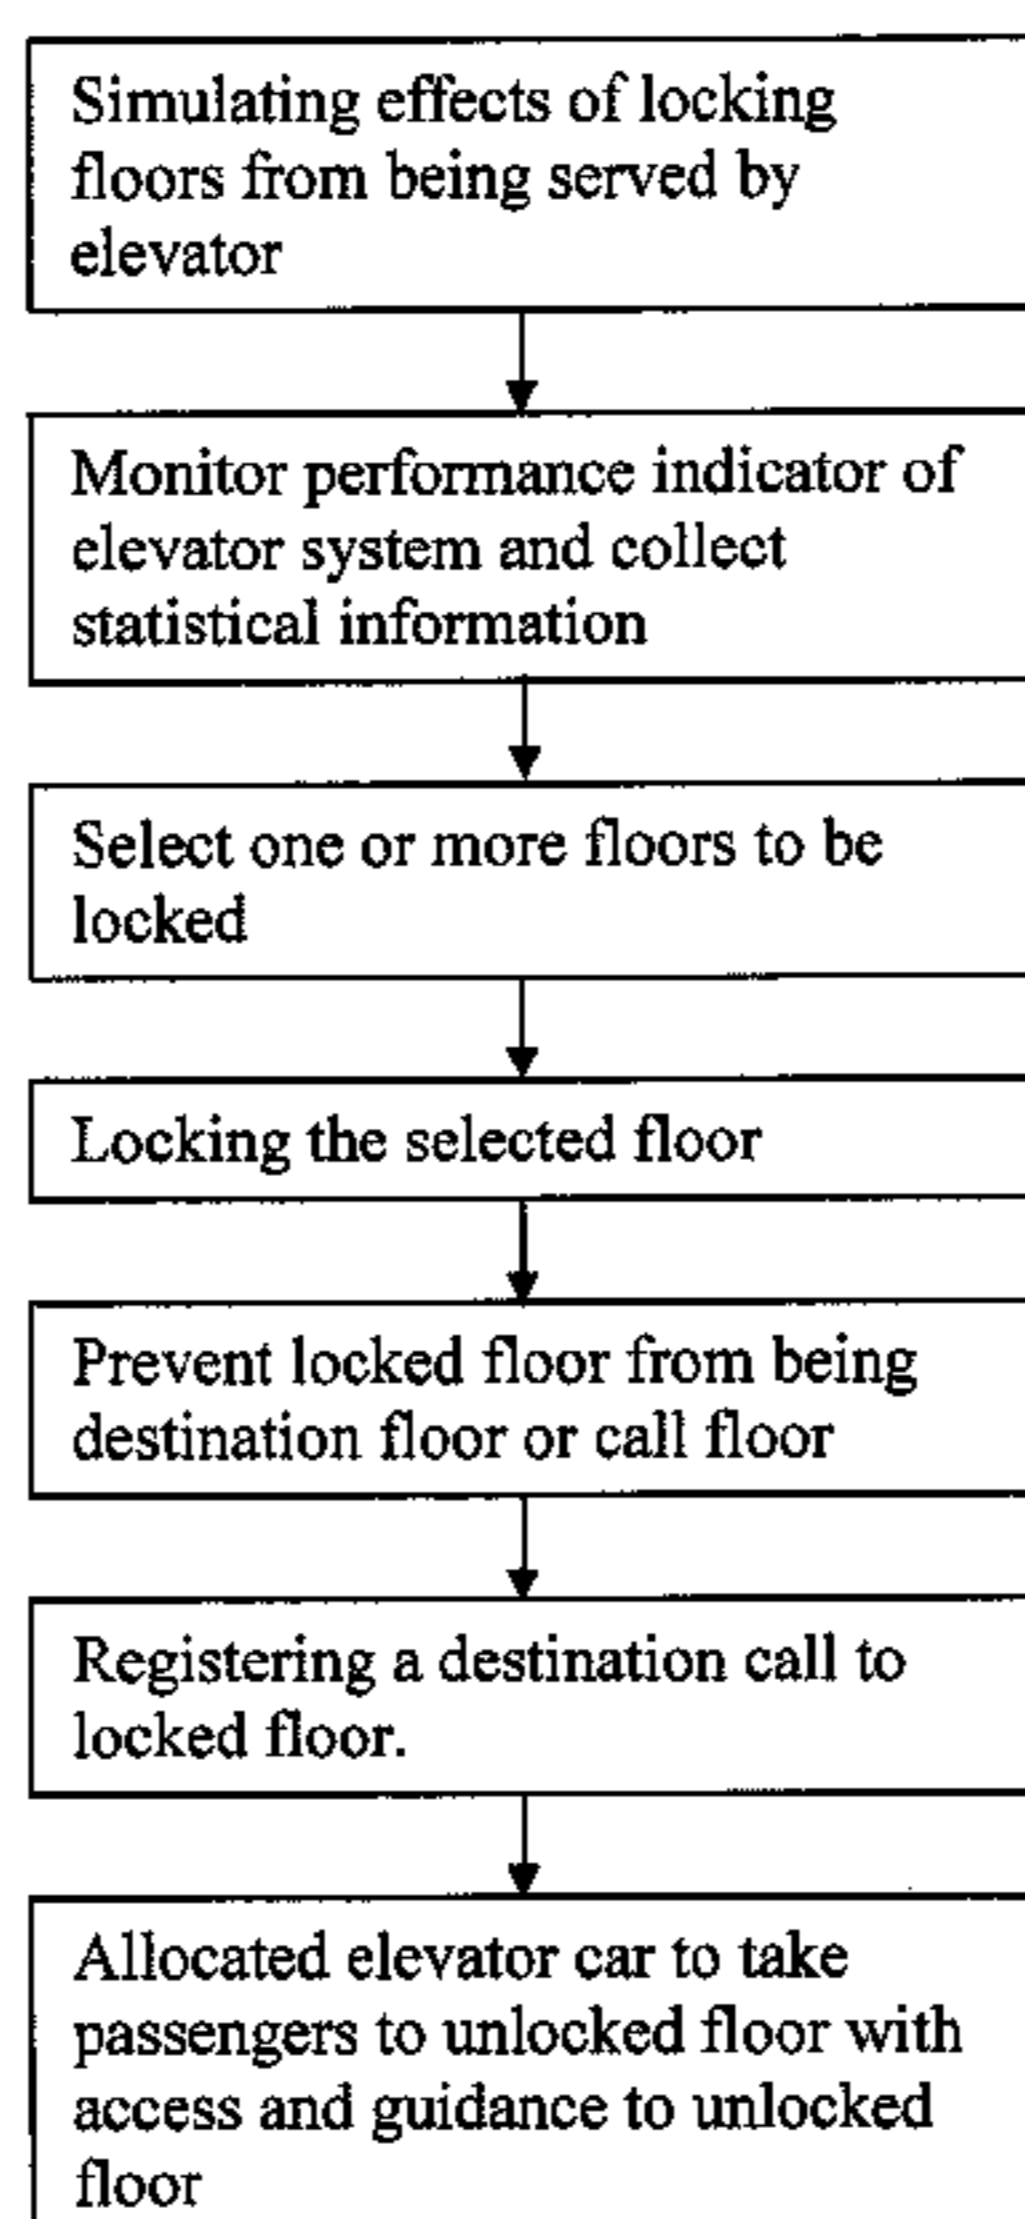 Simulating effects of locking
floors from being served by
elevator
Monitor performance indicator of
elevator system and collect
statistical information
Select one or more floors to be
locked
Locking the selected floor
Prevent locked floor from being
destination floor or call floor
Registering a destination call to
locked floor.
Allocated elevator car to take
passengers to unlocked floor with
access and guidance to unlocked
floor